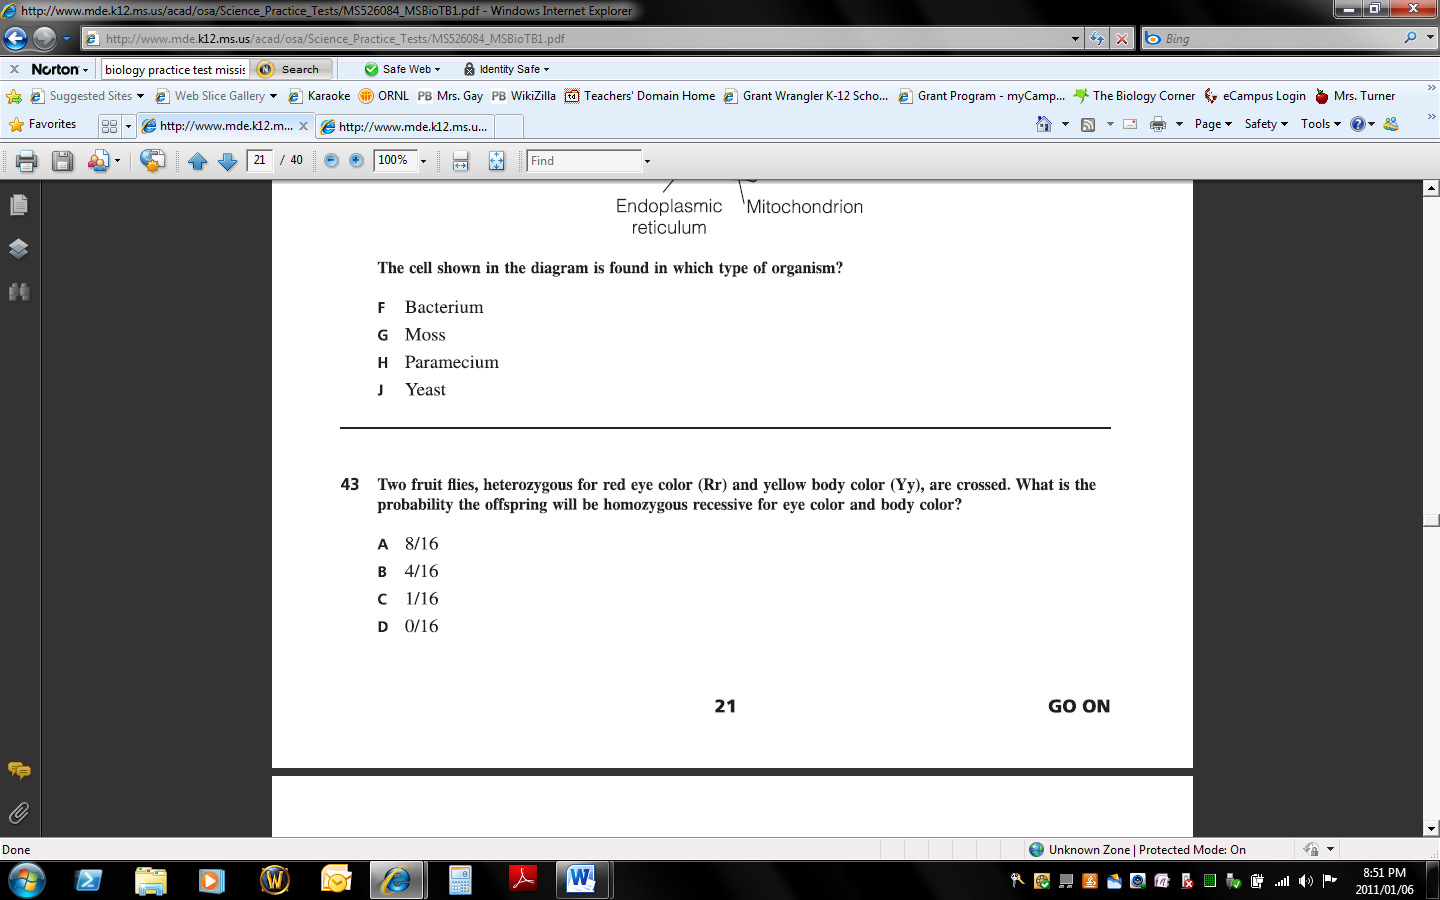 http://www.mde.k12.ms.us/acad/osa/Science_Practice_Tests/MS526084_MSBioTB1.pdf - Windows Internet Explorer
http://www.mde.k12.ms.us/acad/osa/Science_Practice_Tests/MS526084_MSBioTB1.pdf
Bing
x Norton biology practice test missis Search Safe Web Identity Safe
Suggested Sites Web Slice Gallery Karaoke ORNL PB Mrs. Gay PB WikiZilla td Teachers' Domain Home Grant Wrangler K-12 Scho... Grant Program - myCamp... The Biology Corner eCampus Login Mrs. Turner
Favorites http://www.mde.k12.m... http://www.mde.k12.ms.u... Page Safety Tools
21 / 40 100% Find
Endoplasmic Mitochondrion
reticulum
The cell shown in the diagram is found in which type of organism?
F Bacterium
G Moss
H Paramecium
J Yeast
43 Two fruit flies, heterozygous for red eye color (Rr) and yellow body color (Yy), are crossed. What is the
probability the offspring will be homozygous recessive for eye color and body color?
A 8/16
B 4/16
C 1/16
D 0/16
21 GO ON
Done Unknown Zone | Protected Mode: On
8:51 PM
2011/01/06